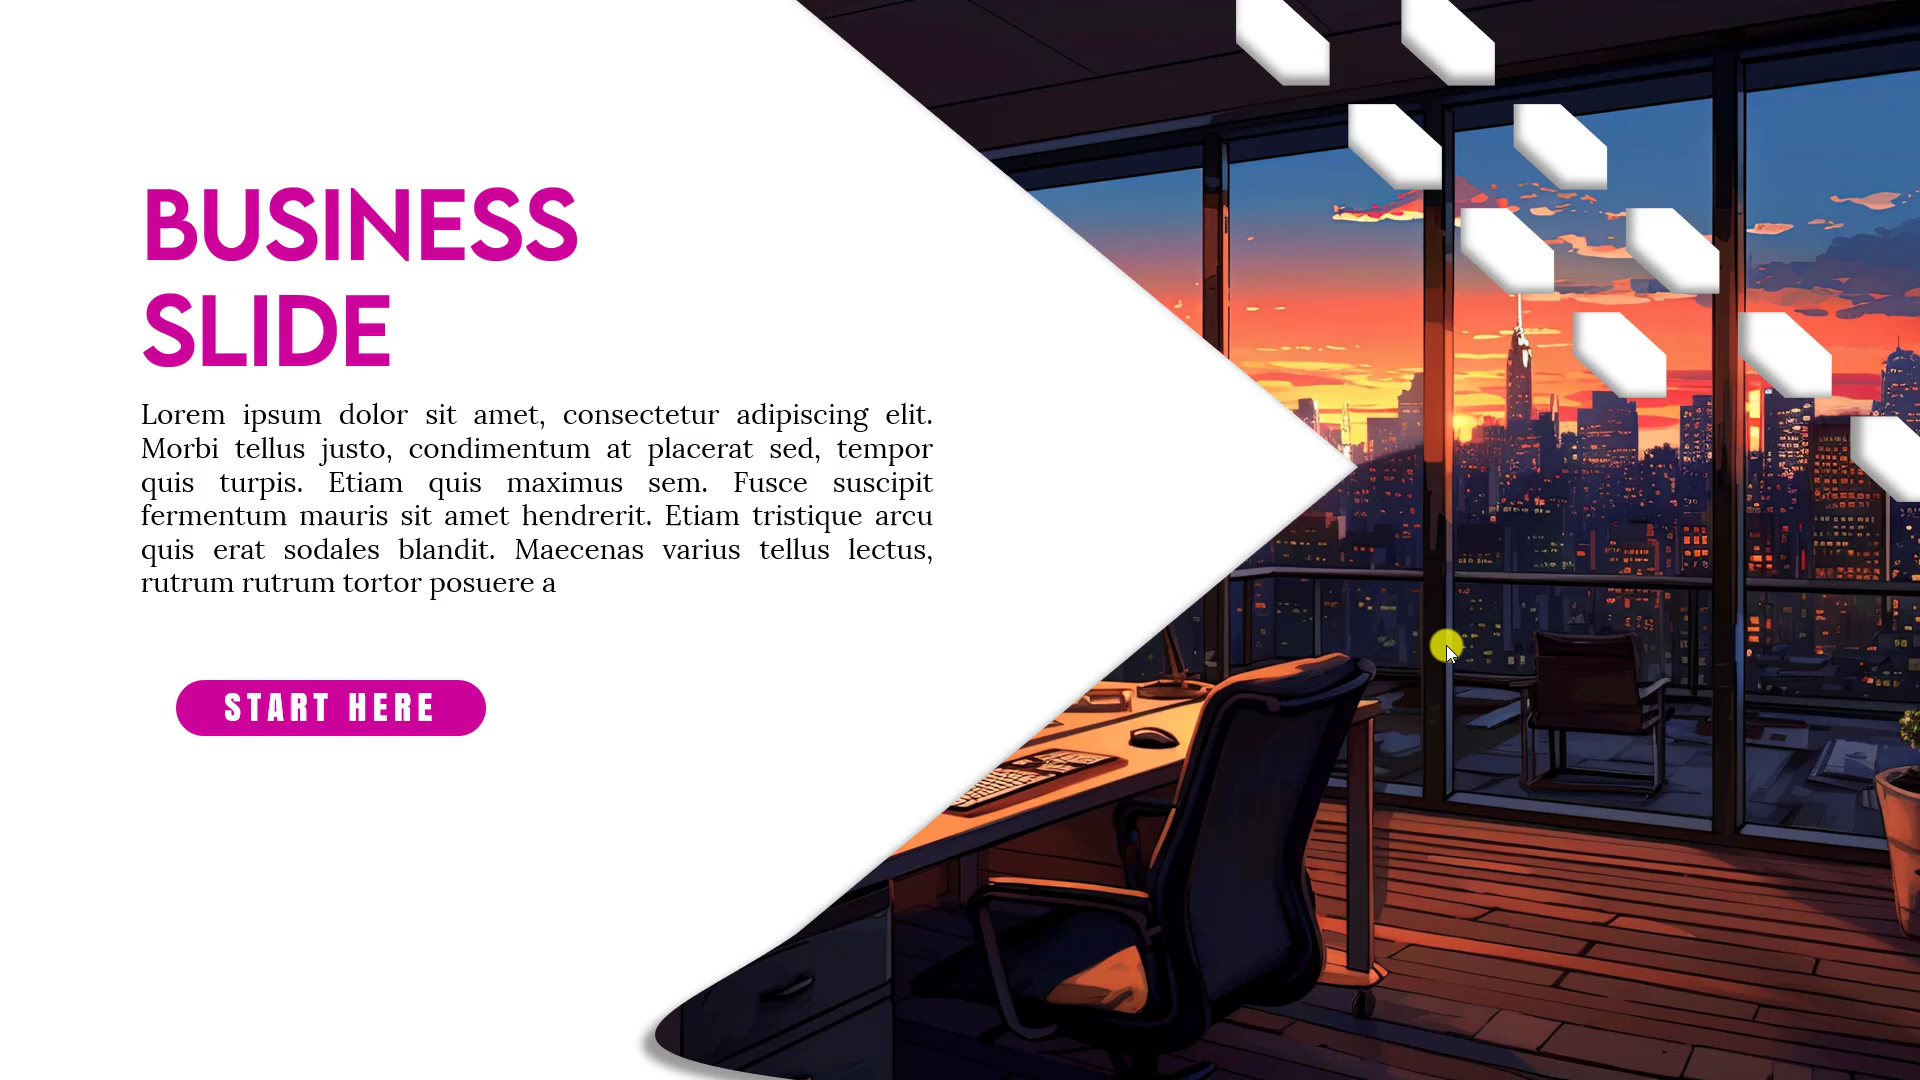 BUSINESS
SLIDE
Lorem ipsum dolor sit amet, consectetur adipiscing elit.
Morbi tellus justo, condimentum at placerat sed, tempor
quis turpis. Etiam quis maximus sem. Fusce suscipit
fermentum mauris sit amet hendrerit. Etiam tristique arcu
quis erat sodales blandit. Maecenas varius tellus lectus,
rutrum rutrum tortor posuere a
START HERE